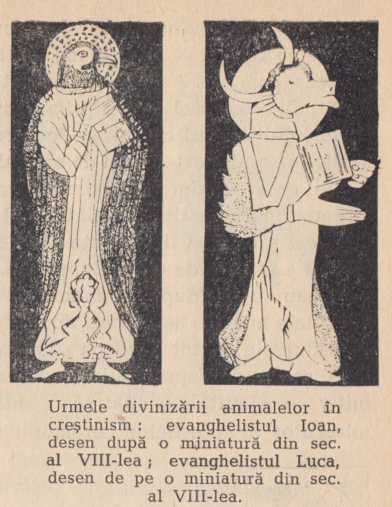 Urmele divinizării animalelor în
creștinism : evanghelistul Ioan,
desen după o miniatură din sec.
al VIII-lea ; evanghelistul Luca,
desen de pe o miniatură din sec.
al VIII-lea.